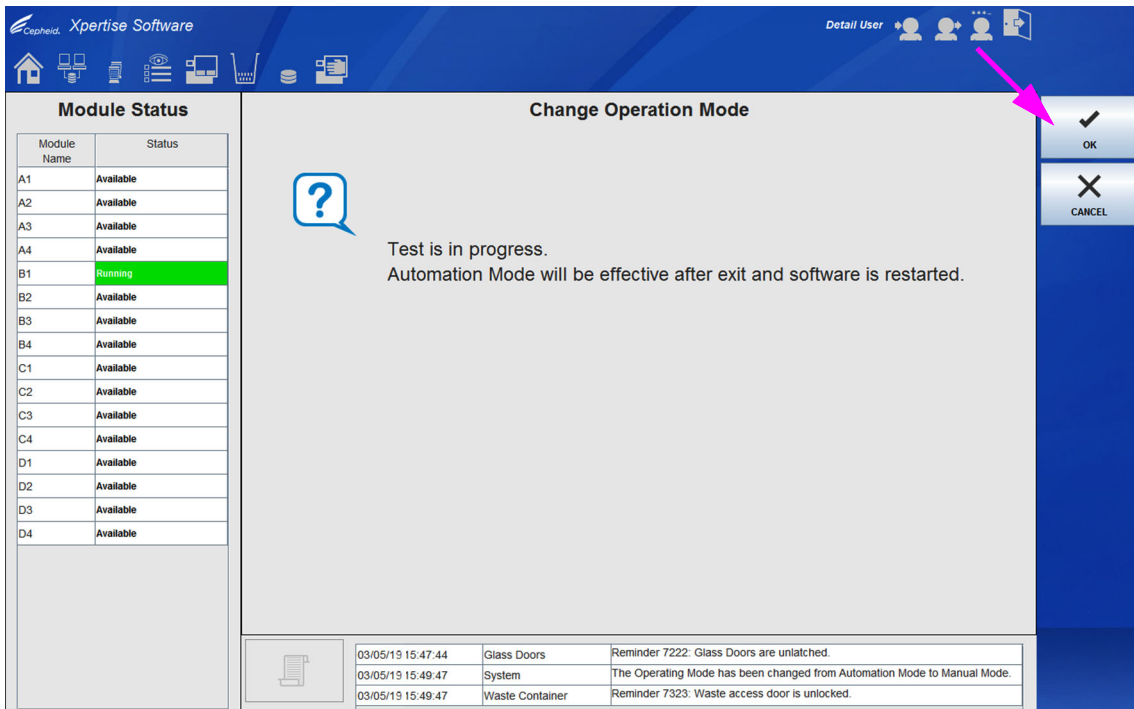 Cepheid. Xpertise Software
Detail User
Module Status
Module Name Status
A1 Available
A2 Available
A3 Available
A4 Available
B1 Running
B2 Available
B3 Available
B4 Available
C1 Available
C2 Available
C3 Available
C4 Available
D1 Available
D2 Available
D3 Available
D4 Available
Change Operation Mode
?
Test is in progress.
Automation Mode will be effective after exit and software is restarted.
OK
CANCEL
03/05/19 15:47:44 Glass Doors Reminder 7222: Glass Doors are unlatched.
03/05/19 15:49:47 System The Operating Mode has been changed from Automation Mode to Manual Mode.
03/05/19 15:49:47 Waste Container Reminder 7323: Waste access door is unlocked.